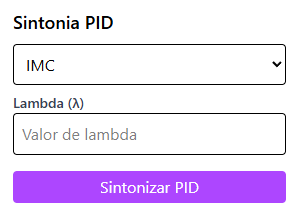 Sintonia PID
IMC
Lambda (λ)
Valor de lambda
Sintonizar PID